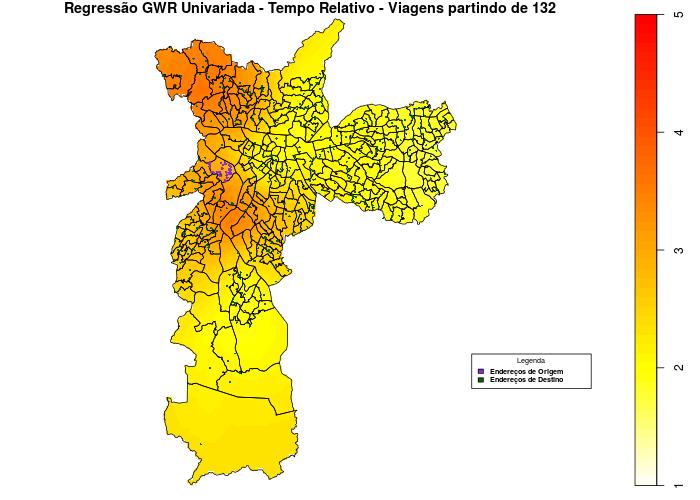 Regressão GWR Univariada - Tempo Relativo - Viagens partindo de 132
5
4
3
2
1
Legenda
Endereços de Origem
Endereços de Destino